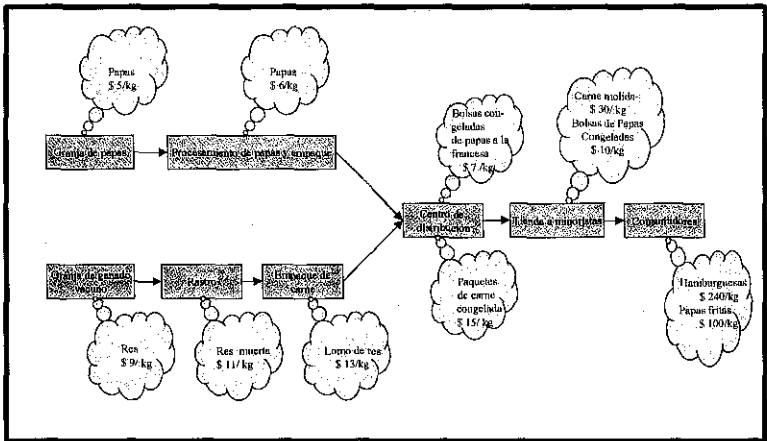 Papas
$ 5/kg
Papas
$ 6/kg
Granja de papas
Procesamiento de papas y empaque
Bolsas con-
geladas
de papas a la
francesa
$ 7/kg
Carne molida
$ 30/kg
Bolsas de Papas
Congeladas
$ 10/kg
Centro de
distribución
Tienda a minoristas
Consumidores
Granja de ganado
vacuno
Rastro
Empaque de
carne
Paquetes
de carne
congelada
$ 15/ kg
Hamburguesas
$ 240/kg
Papas fritas
$ 100/kg
Res
$ 9/ kg
Res muerta
$ 11/ kg
Lomo de res
$ 13/kg